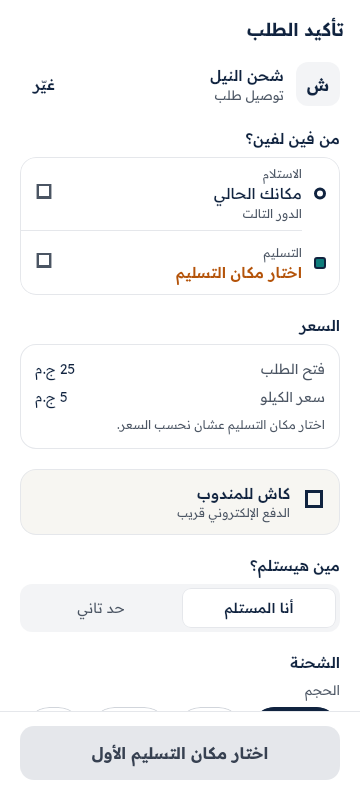 تأكيد الطلب
ش
شحن النيل
توصيل طلب
غيّر
من فين لفين؟
الاستلام
مكانك الحالي
الدور التالت
التسليم
اختار مكان التسليم
السعر
فتح الطلب 25 ج.م
سعر الكيلو 5 ج.م
اختار مكان التسليم عشان نحسب السعر.
كاش للمندوب
الدفع الإلكتروني قريب
مين هيستلم؟
أنا المستلم
حد تاني
الشحنة
الحجم
اختار مكان التسليم الأول